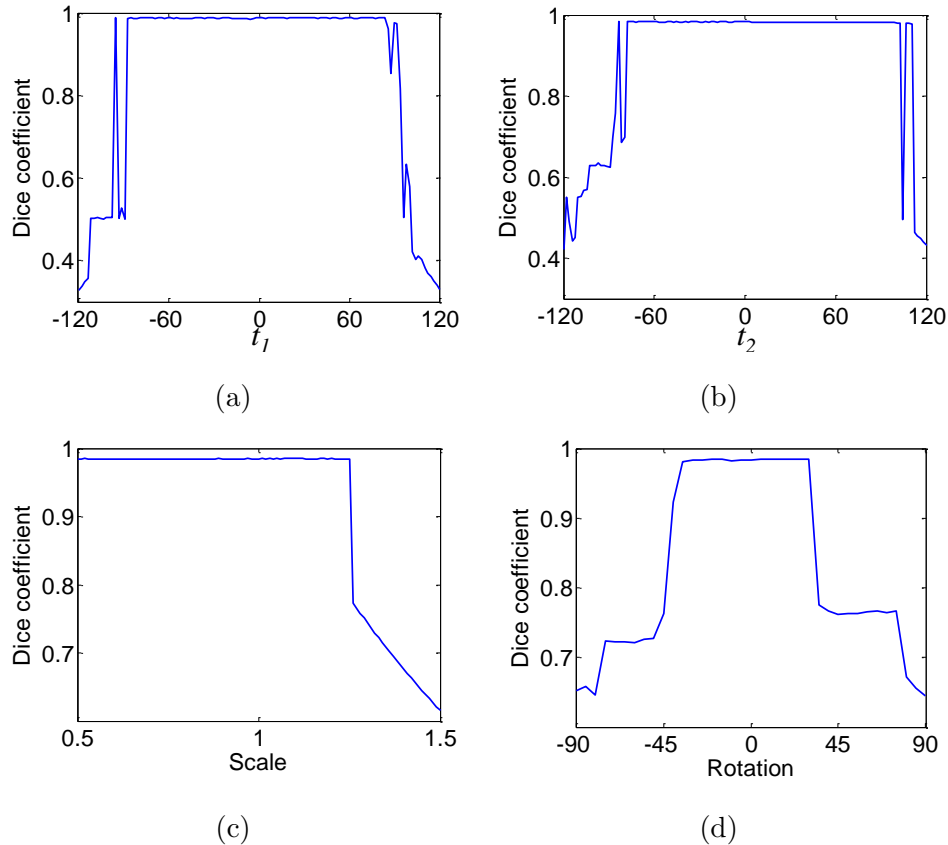 1
0.8
0.6
0.4
Dice coefficient
-120 -60 0 60 120
t1
(a)
1
0.8
0.6
0.4
Dice coefficient
-120 -60 0 60 120
t2
(b)
1
0.9
0.8
0.7
Dice coefficient
0.5 1 1.5
Scale
(c)
1
0.9
0.8
0.7
Dice coefficient
-90 -45 0 45 90
Rotation
(d)